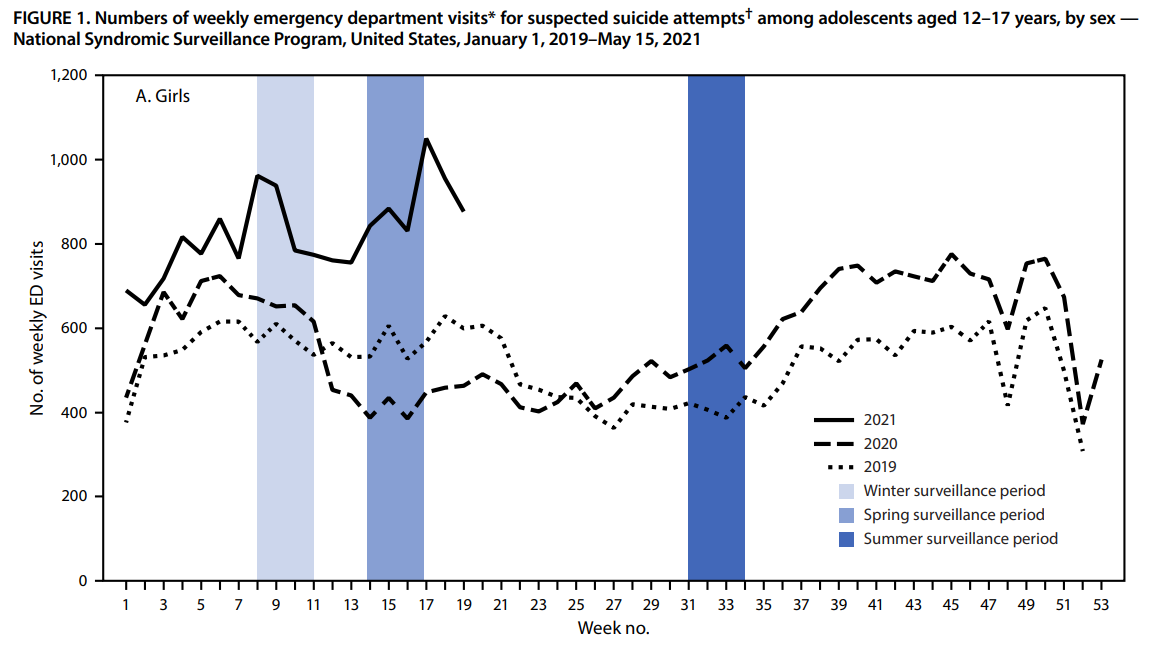 FIGURE 1. Numbers of weekly emergency department visits* for suspected suicide attempts† among adolescents aged 12–17 years, by sex —
National Syndromic Surveillance Program, United States, January 1, 2019–May 15, 2021
A. Girls
No. of weekly ED visits
1,200
1,000
800
600
400
200
0
2021
2020
2019
Winter surveillance period
Spring surveillance period
Summer surveillance period
1 3 5 7 9 11 13 15 17 19 21 23 25 27 29 31 33 35 37 39 41 43 45 47 49 51 53
Week no.